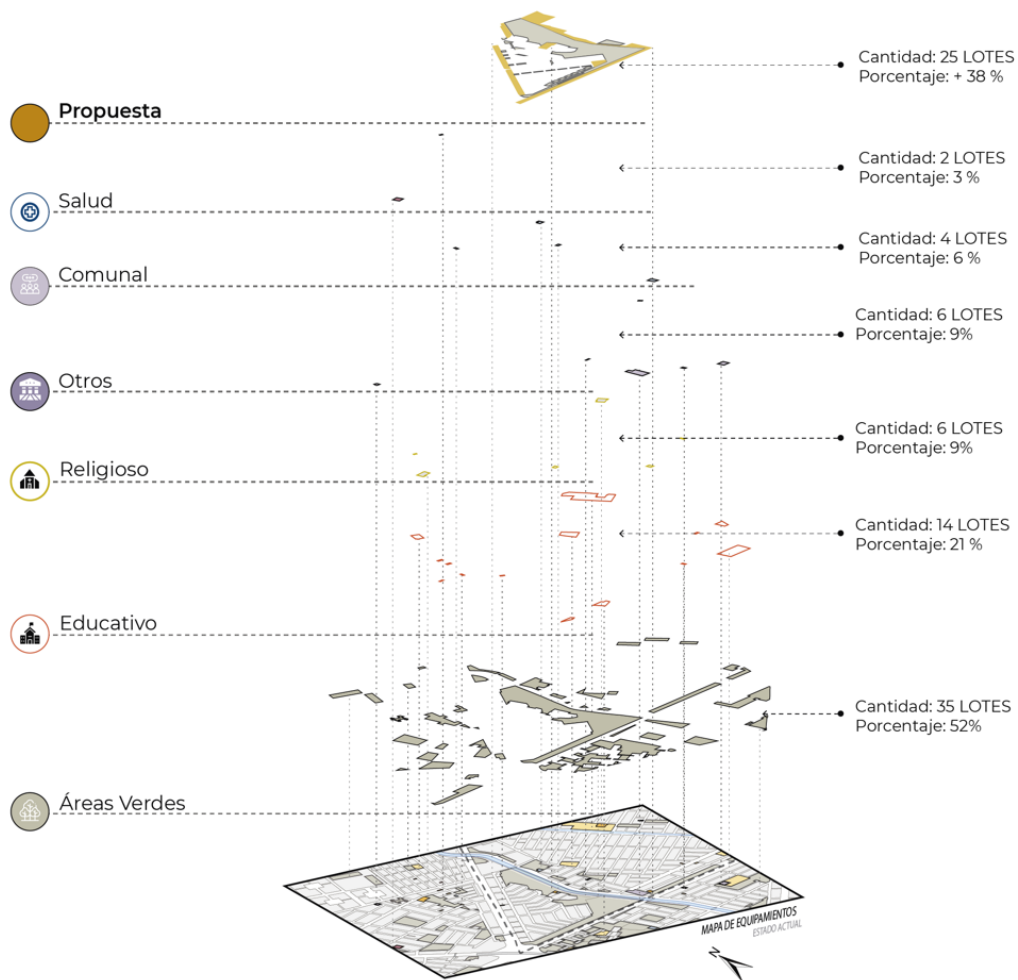 Cantidad: 25 LOTES
Porcentaje: + 38 %
Propuesta
Cantidad: 2 LOTES
Porcentaje: 3 %
Salud
Cantidad: 4 LOTES
Porcentaje: 6 %
Comunal
Cantidad: 6 LOTES
Porcentaje: 9%
Otros
Cantidad: 6 LOTES
Porcentaje: 9%
Religioso
Cantidad: 14 LOTES
Porcentaje: 21 %
Educativo
Cantidad: 35 LOTES
Porcentaje: 52%
Áreas Verdes
MAPA DE EQUIPAMIENTOS
ESTADO ACTUAL
N